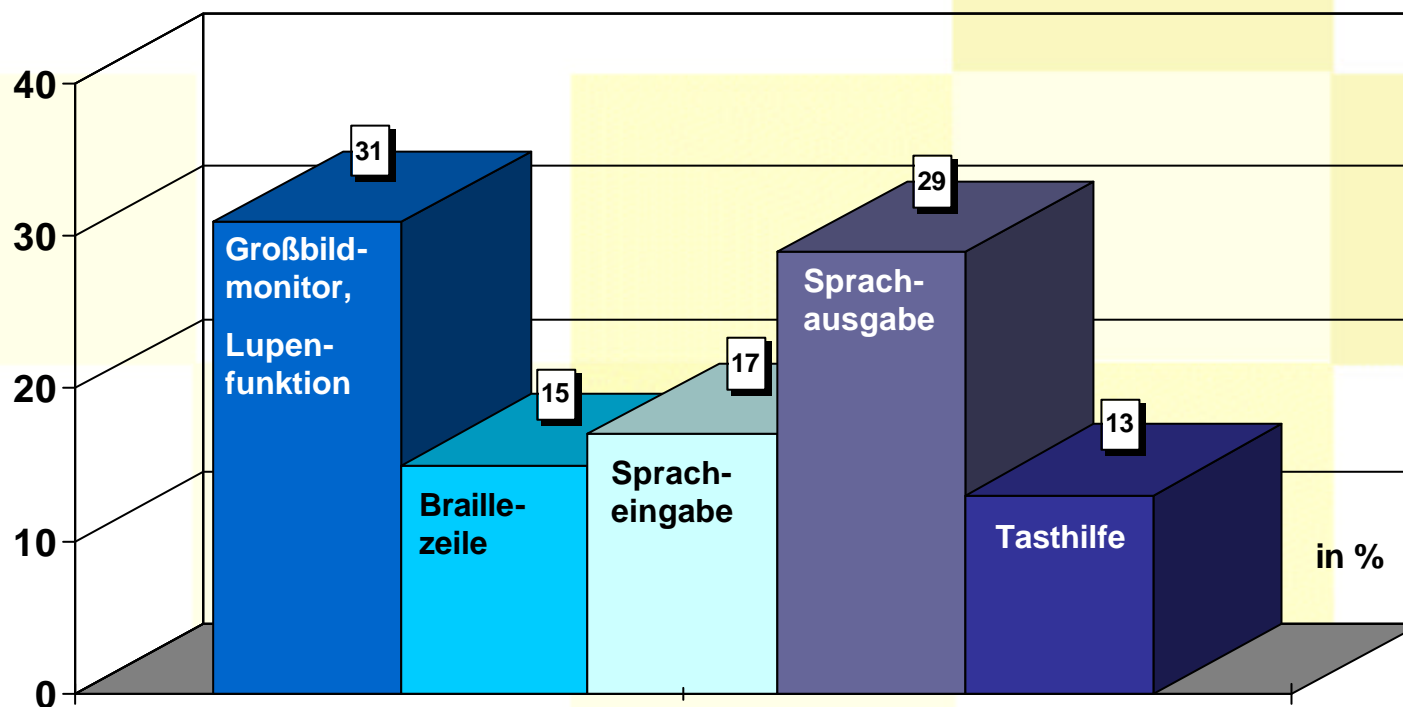 40
30
20
10
0
31
15
17
29
13
Großbild-
monitor,
Lupen-
funktion
Braille-
zeile
Sprach-
eingabe
Sprach-
ausgabe
Tasthilfe
in %